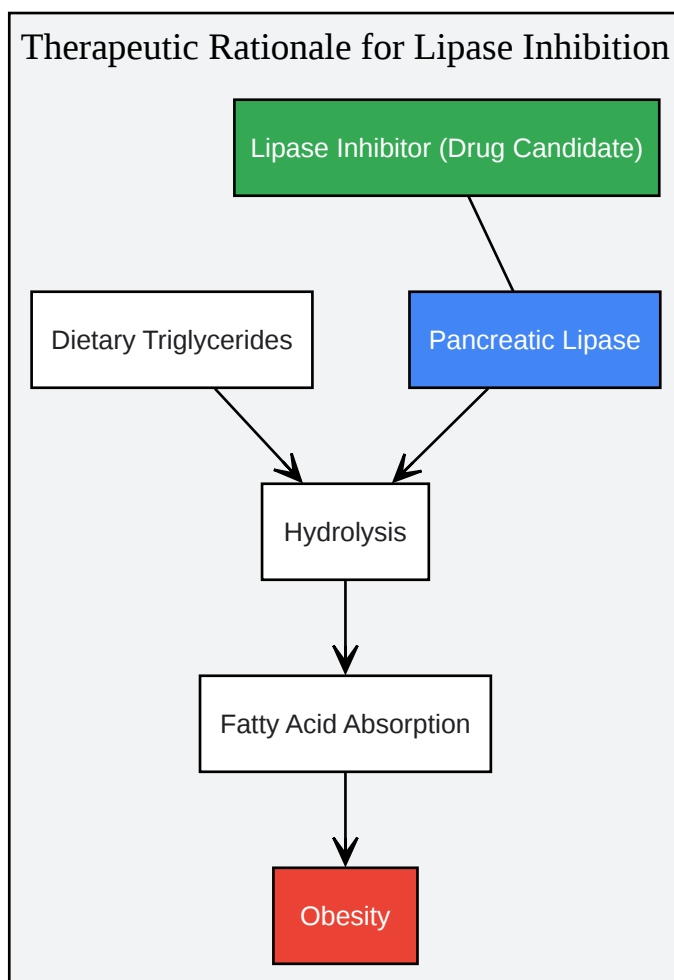 Therapeutic Rationale for Lipase Inhibition
Lipase Inhibitor (Drug Candidate)
Dietary Triglycerides
Pancreatic Lipase
Hydrolysis
Fatty Acid Absorption
Obesity